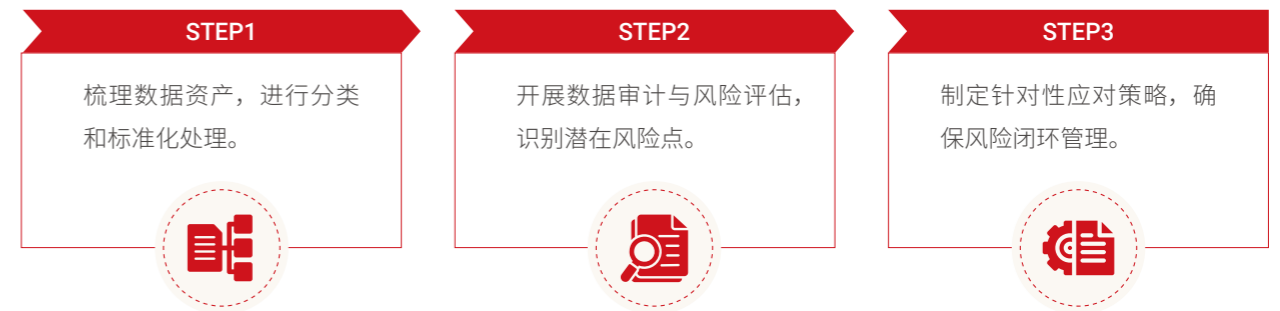 STEP1
梳理数据资产，进行分类
和标准化处理。
STEP2
开展数据审计与风险评估，
识别潜在风险点。
STEP3
制定针对性应对策略，确
保风险闭环管理。